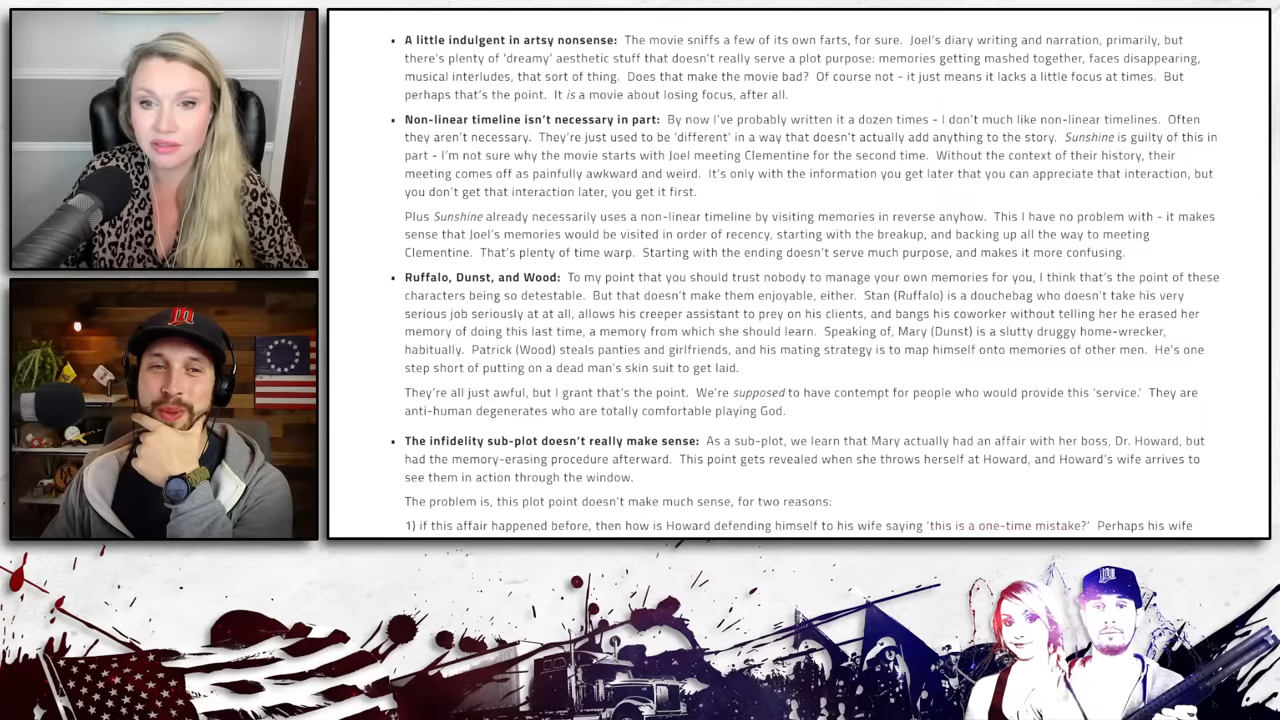 A little indulgent in artsy nonsense: The movie sniffs a few of its own farts, for sure. Joel's diary writing and narration, primarily, but
there's plenty of 'dreamy' aesthetic stuff that doesn't really serve a plot purpose: memories getting mashed together, faces disappearing,
musical interludes, that sort of thing. Does that make the movie bad? Of course not - it just means it lacks a little focus at times. But
perhaps that's the point. It is a movie about losing focus, after all.
Non-linear timeline isn't necessary in part: By now I've probably written it a dozen times - I don't much like non-linear timelines. Often
they aren't necessary. They're just used to be 'different' in a way that doesn't actually add anything to the story. Sunshine is guilty of this in
part - I'm not sure why the movie starts with Joel meeting Clementine for the second time. Without the context of their history, their
meeting comes off as painfully awkward and weird. It's only with the information you get later that you can appreciate that interaction, but
you don't get that interaction later, you get it first.
Plus Sunshine already necessarily uses a non-linear timeline by visiting memories in reverse anyhow. This I have no problem with - it makes
sense that Joel's memories would be visited in order of recency, starting with the breakup, and backing up all the way to meeting
Clementine. That's plenty of time warp. Starting with the ending doesn't serve much purpose, and makes it more confusing.
Ruffalo, Dunst, and Wood: To my point that you should trust nobody to manage your own memories for you, I think that's the point of these
characters being so detestable. But that doesn't make them enjoyable, either. Stan (Ruffalo) is a douchebag who doesn't take his very
serious job seriously at at all, allows his creeper assistant to prey on his clients, and bangs his coworker without telling her he erased her
memory of doing this last time, a memory from which she should learn. Speaking of, Mary (Dunst) is a slutty druggy home-wrecker,
habitually. Patrick (Wood) steals panties and girlfriends, and his mating strategy is to map himself onto memories of other men. He's one
step short of putting on a dead man's skin suit to get laid.
They're all just awful, but I grant that's the point. We're supposed to have contempt for people who would provide this 'service.' They are
anti-human degenerates who are totally comfortable playing God.
The infidelity sub-plot doesn't really make sense: As a sub-plot, we learn that Mary actually had an affair with her boss, Dr. Howard, but
had the memory-erasing procedure afterward. This point gets revealed when she throws herself at Howard, and Howard's wife arrives to
see them in action through the window.
The problem is, this plot point doesn't make much sense, for two reasons:
1) if this affair happened before, then how is Howard defending himself to his wife saying 'this is a one-time mistake?' Perhaps his wife